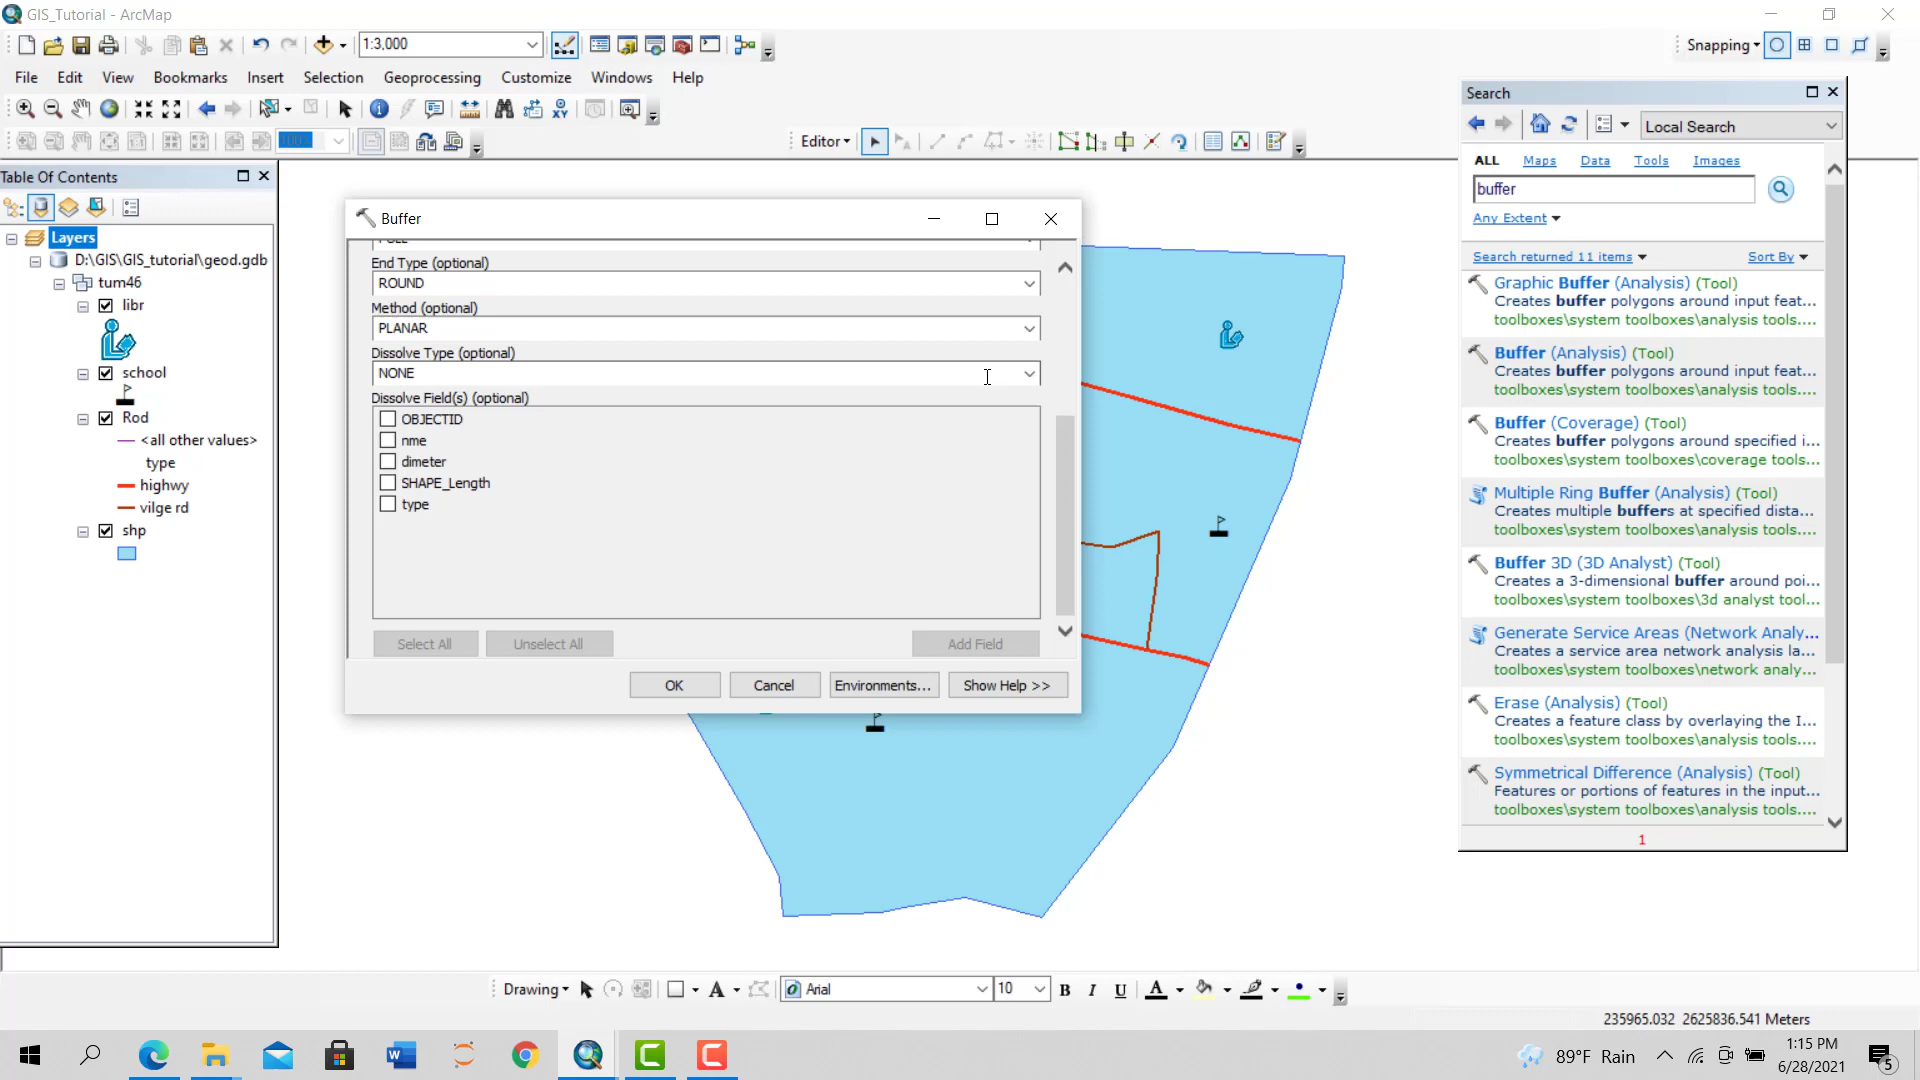 GIS_Tutorial - ArcMap
1:3,000
Snapping
File Edit View Bookmarks Insert Selection Geoprocessing Customize Windows Help
100%
Editor
Table Of Contents
Layers
D:\GIS\GIS_tutorial\geod.gdb
tum46
libr
school
Rod
<all other values>
type
highwy
vilge rd
shp
Buffer
FULL
End Type (optional)
ROUND
Method (optional)
PLANAR
Dissolve Type (optional)
NONE
Dissolve Field(s) (optional)
OBJECTID
nme
dimeter
SHAPE_Length
type
Select All Unselect All Add Field
OK Cancel Environments... Show Help >>
Search
Local Search
ALL Maps Data Tools Images
buffer
Any Extent
Search returned 11 items Sort By
Graphic Buffer (Analysis) (Tool)
Creates buffer polygons around input feat...
toolboxes\system toolboxes\analysis tools....
Buffer (Analysis) (Tool)
Creates buffer polygons around input feat...
toolboxes\system toolboxes\analysis tools....
Buffer (Coverage) (Tool)
Creates buffer polygons around specified i...
toolboxes\system toolboxes\coverage tools...
Multiple Ring Buffer (Analysis) (Tool)
Creates multiple buffers at specified dista...
toolboxes\system toolboxes\analysis tools....
Buffer 3D (3D Analyst) (Tool)
Creates a 3-dimensional buffer around poi...
toolboxes\system toolboxes\3d analyst tool...
Generate Service Areas (Network Analy...
Creates a service area network analysis la...
toolboxes\system toolboxes\network analy...
Erase (Analysis) (Tool)
Creates a feature class by overlaying the I...
toolboxes\system toolboxes\analysis tools....
Symmetrical Difference (Analysis) (Tool)
Features or portions of features in the input...
toolboxes\system toolboxes\analysis tools....
1
Drawing A Arial 10 B I U A
235965.032 2625836.541 Meters
89°F Rain
1:15 PM
6/28/2021
5